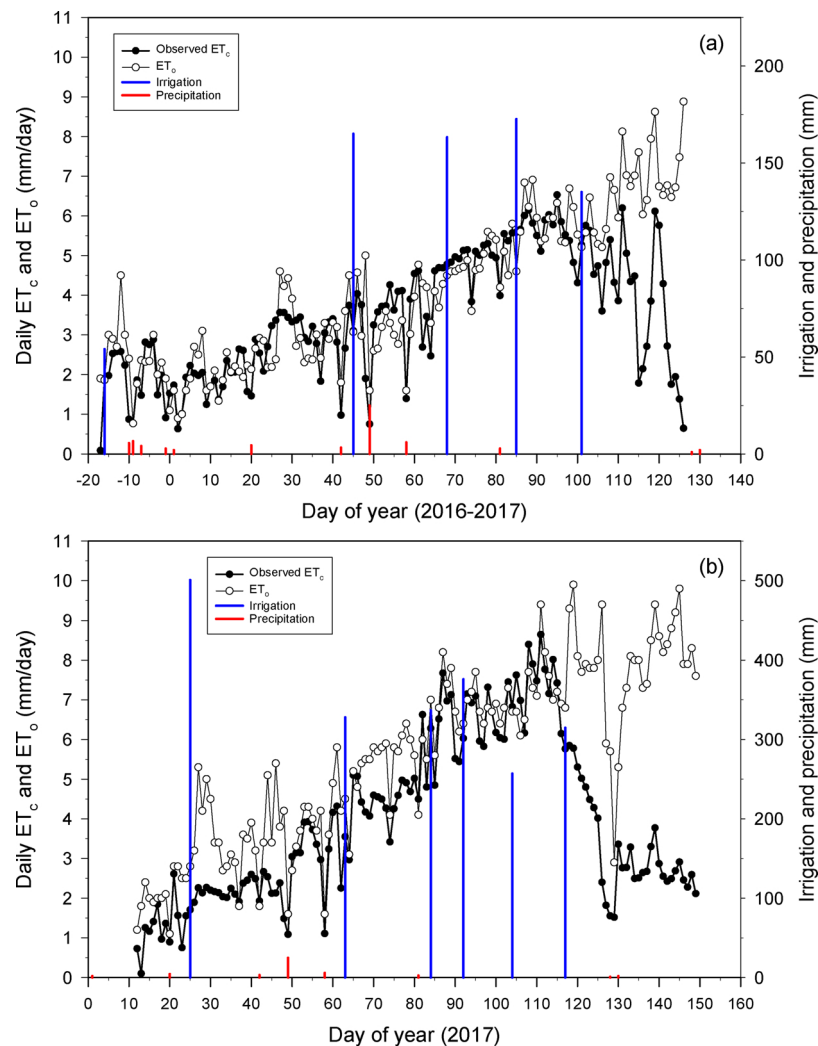 (a)
Observed ETc
ETo
Irrigation
Precipitation
Daily ETc and ETo (mm/day)
Irrigation and precipitation (mm)
11
10
9
8
7
6
5
4
3
2
1
0
200
150
100
50
0
-20 -10 0 10 20 30 40 50 60 70 80 90 100 110 120 130 140
Day of year (2016-2017)
(b)
Observed ETc
ETo
Irrigation
Precipitation
Daily ETc and ETo (mm/day)
Irrigation and precipitation (mm)
11
10
9
8
7
6
5
4
3
2
1
0
500
400
300
200
100
0
0 10 20 30 40 50 60 70 80 90 100 110 120 130 140 150 160
Day of year (2017)